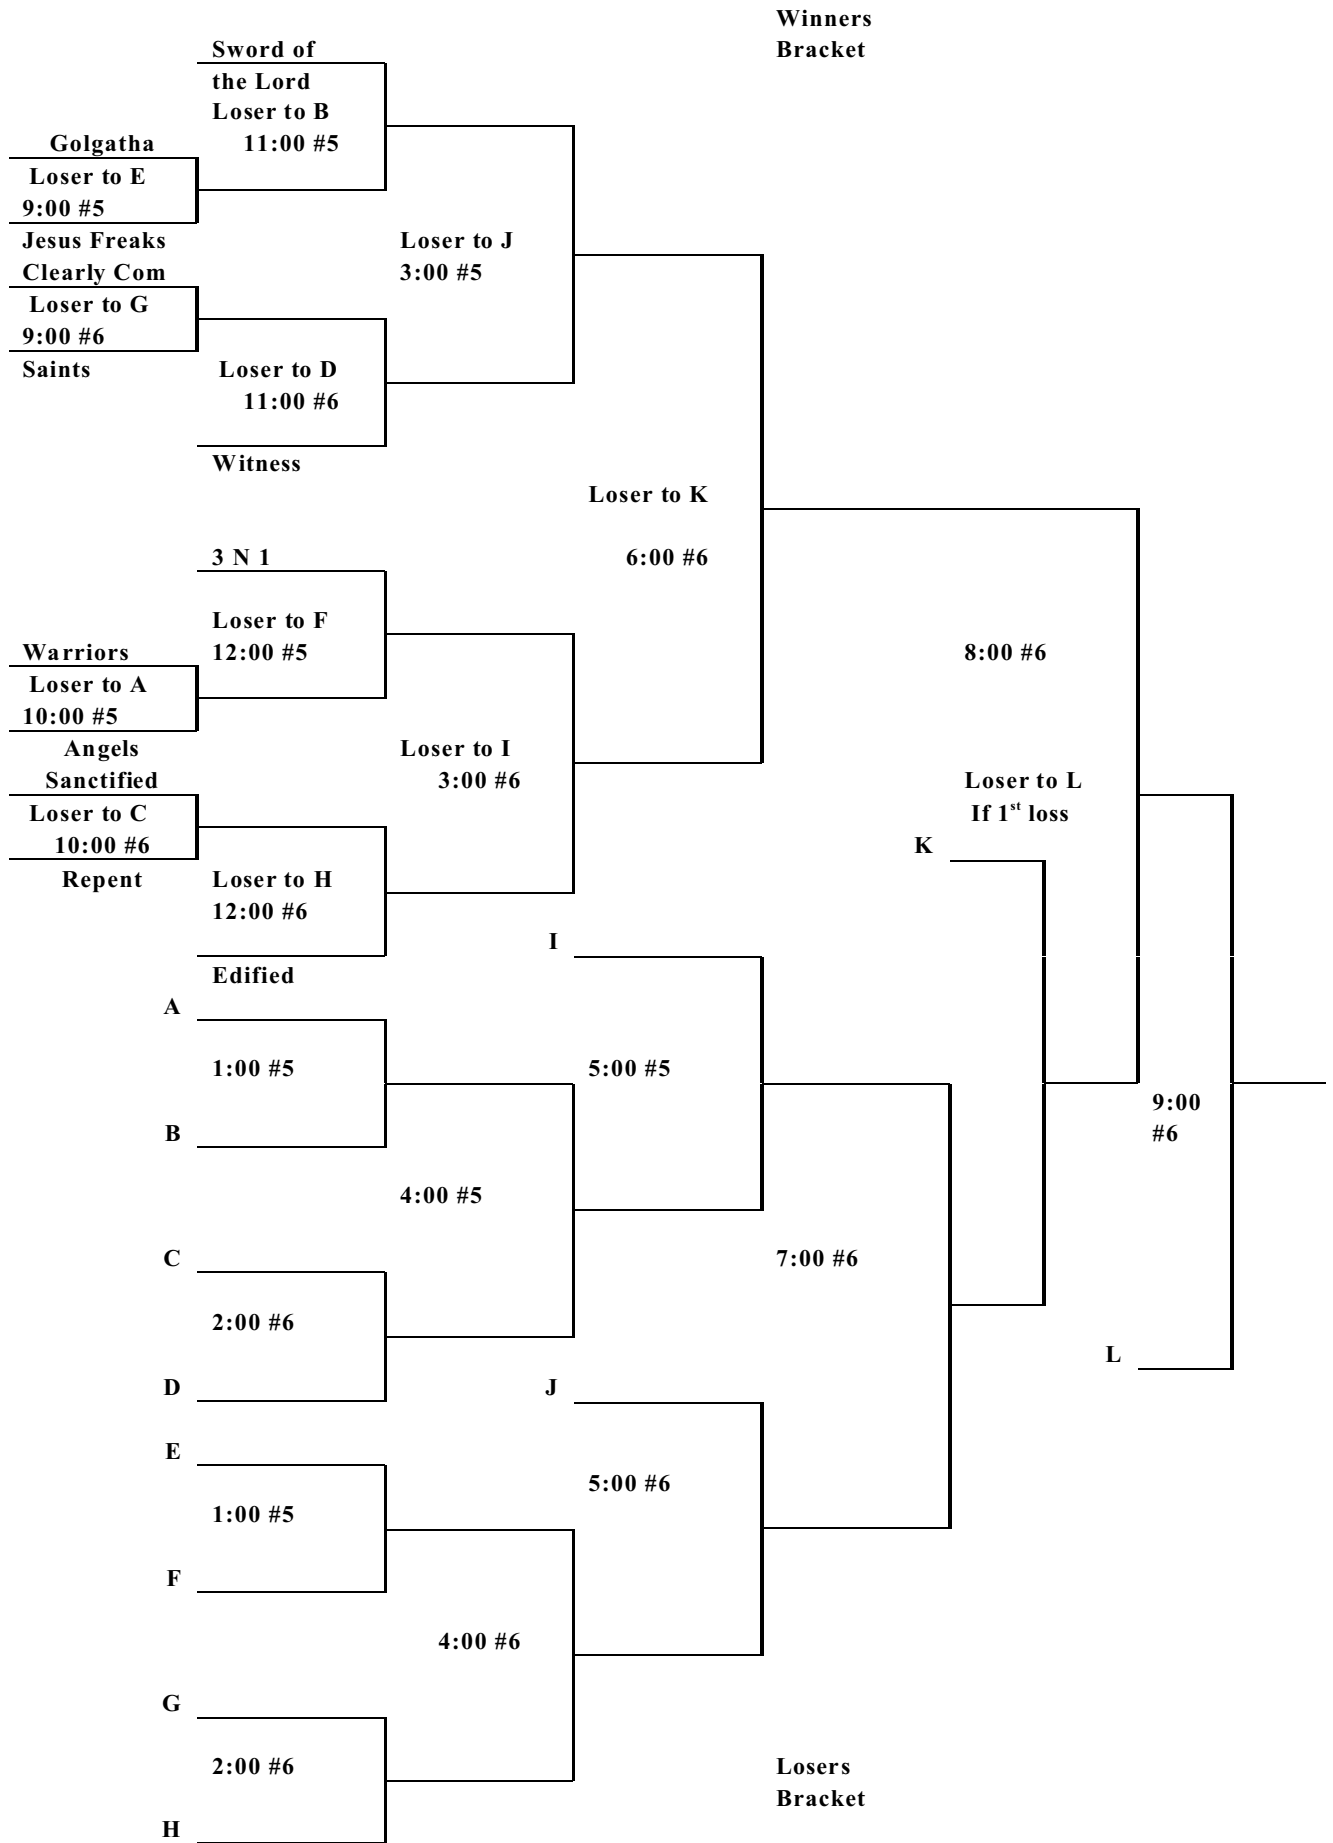 Winners
Bracket
Sword of
the Lord
Loser to B
11:00 #5
Golgatha
Loser to E
9:00 #5
Jesus Freaks
Clearly Com
Loser to G
9:00 #6
Saints
Loser to J
3:00 #5
Loser to D
11:00 #6
Witness
Loser to K
6:00 #6
3 N 1
Loser to F
12:00 #5
Warriors
Loser to A
10:00 #5
Angels
Sanctified
Loser to C
10:00 #6
Repent
Loser to I
3:00 #6
Loser to H
12:00 #6
Edified
8:00 #6
Loser to L
If 1st loss
K
I
A
1:00 #5
B
5:00 #5
9:00
#6
4:00 #5
C
2:00 #6
D
7:00 #6
L
J
E
1:00 #5
F
5:00 #6
4:00 #6
G
2:00 #6
H
Losers
Bracket